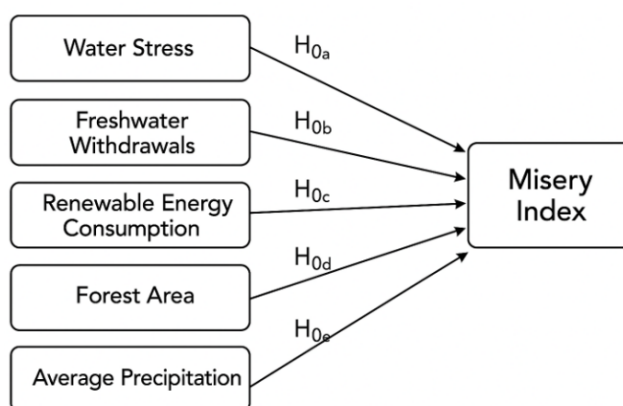 Water Stress
H0a
Freshwater
Withdrawals
H0b
Renewable Energy
Consumption
H0c
Forest Area
H0d
Average Precipitation
H0e
Misery
Index